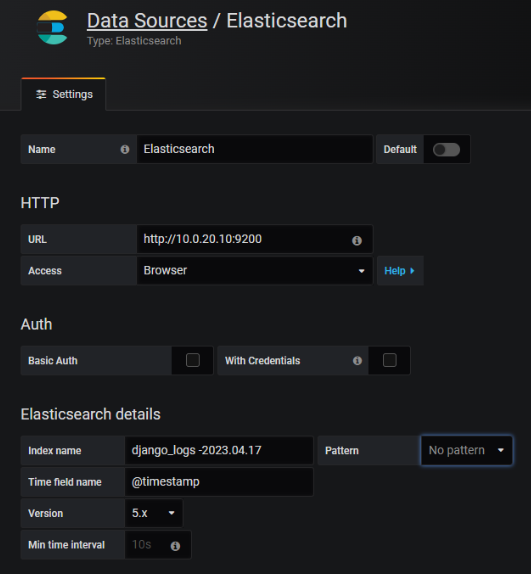 Data Sources / Elasticsearch
Type: Elasticsearch
Settings
Name Elasticsearch Default
HTTP
URL http://10.0.20.10:9200
Access Browser Help
Auth
Basic Auth With Credentials
Elasticsearch details
Index name django_logs -2023.04.17 Pattern No pattern
Time field name @timestamp
Version 5.x
Min time interval 10s